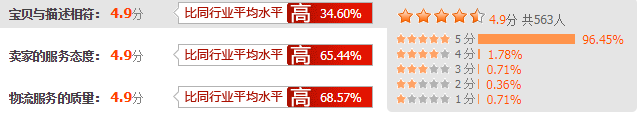 宝贝与描述相符： 4.9分 比同行业平均水平 高 34.60%
卖家的服务态度： 4.9分 比同行业平均水平 高 65.44%
物流服务的质量： 4.9分 比同行业平均水平 高 68.57%
4.9分 共563人
5 分 96.45%
4 分 1.78%
3 分 0.71%
2 分 0.36%
1 分 0.71%